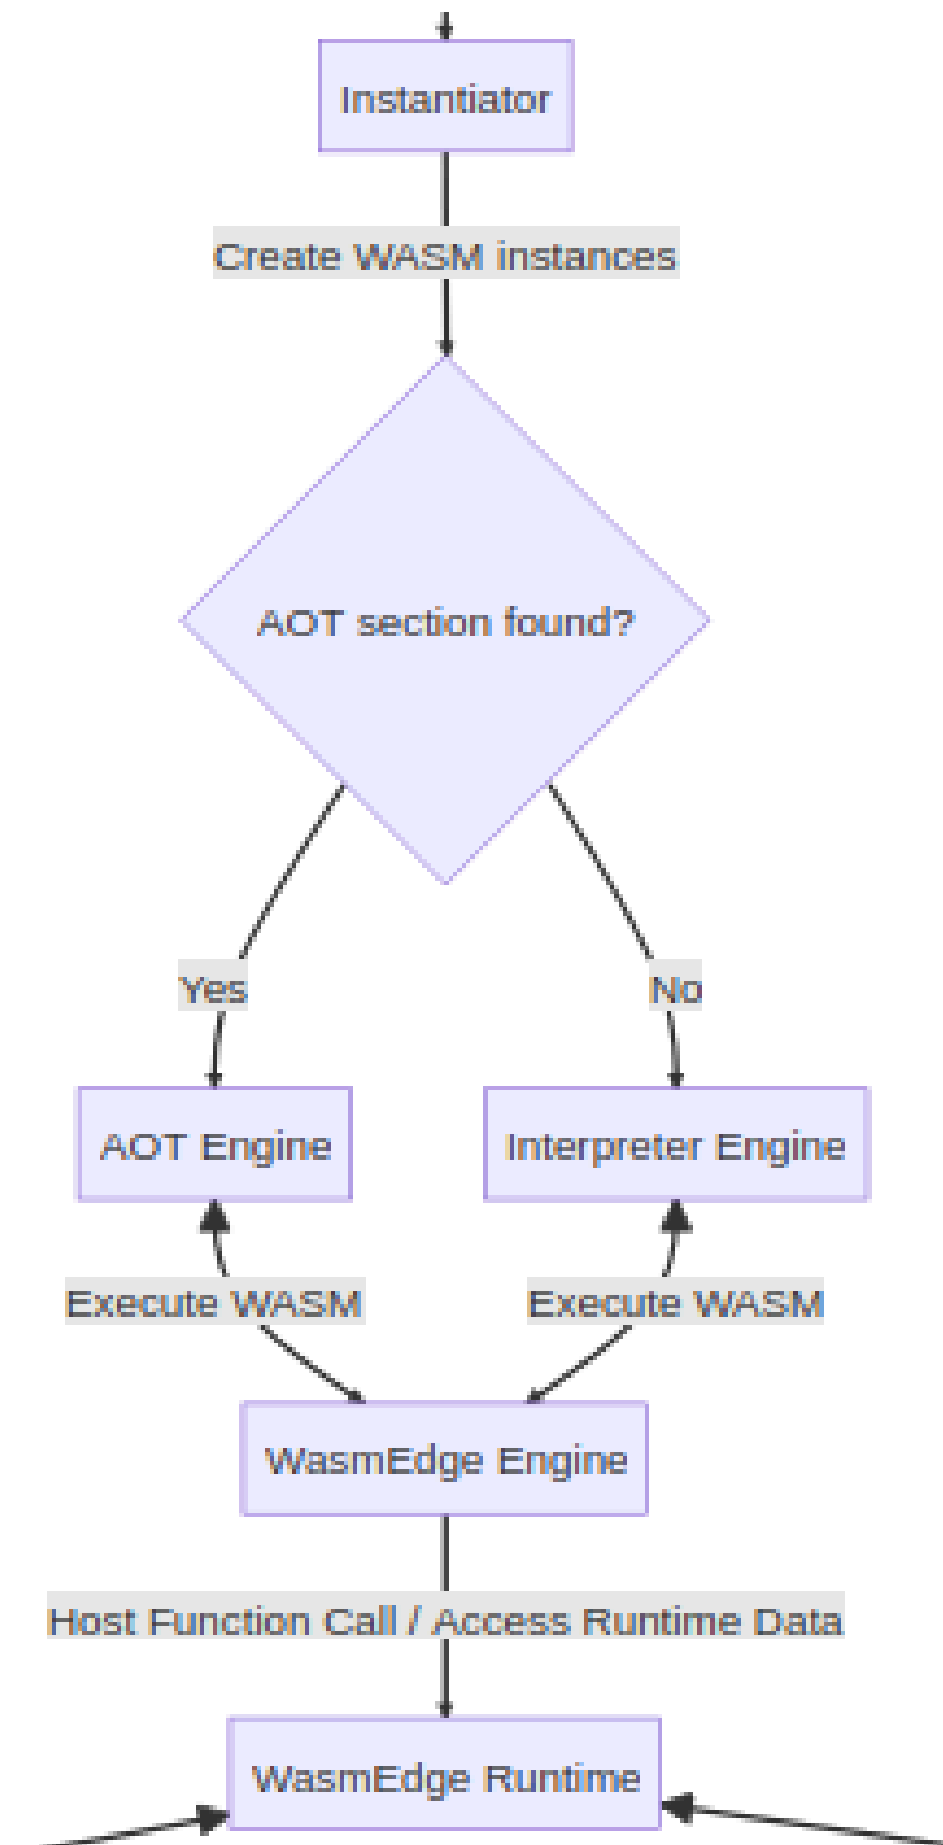 Instantiator
Create WASM instances
AOT section found?
Yes
No
AOT Engine
Interpreter Engine
Execute WASM
Execute WASM
WasmEdge Engine
Host Function Call / Access Runtime Data
WasmEdge Runtime